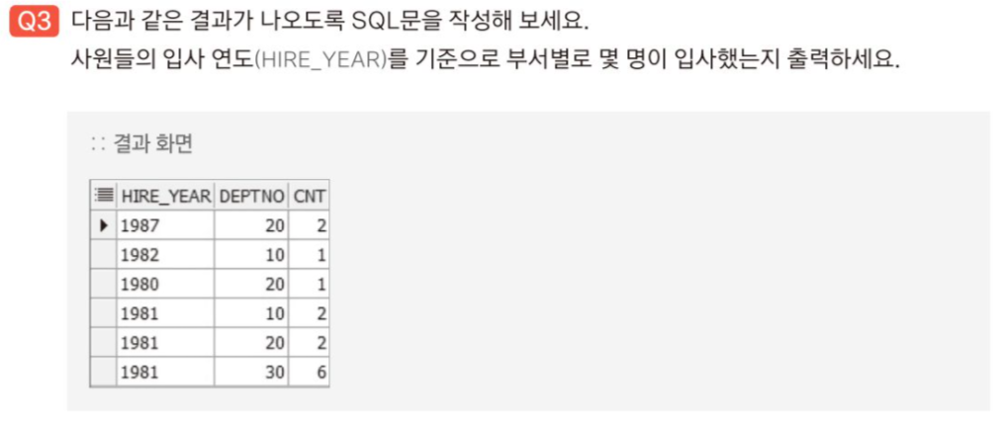 Q3 다음과 같은 결과가 나오도록 SQL문을 작성해 보세요.
사원들의 입사 연도(HIRE_YEAR)를 기준으로 부서별로 몇 명이 입사했는지 출력하세요.
:: 결과 화면
HIRE_YEAR DEPTNO CNT
1987 20 2
1982 10 1
1980 20 1
1981 10 2
1981 20 2
1981 30 6